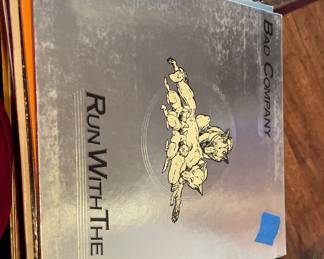 BAD COMPANY
RUN WITH THE